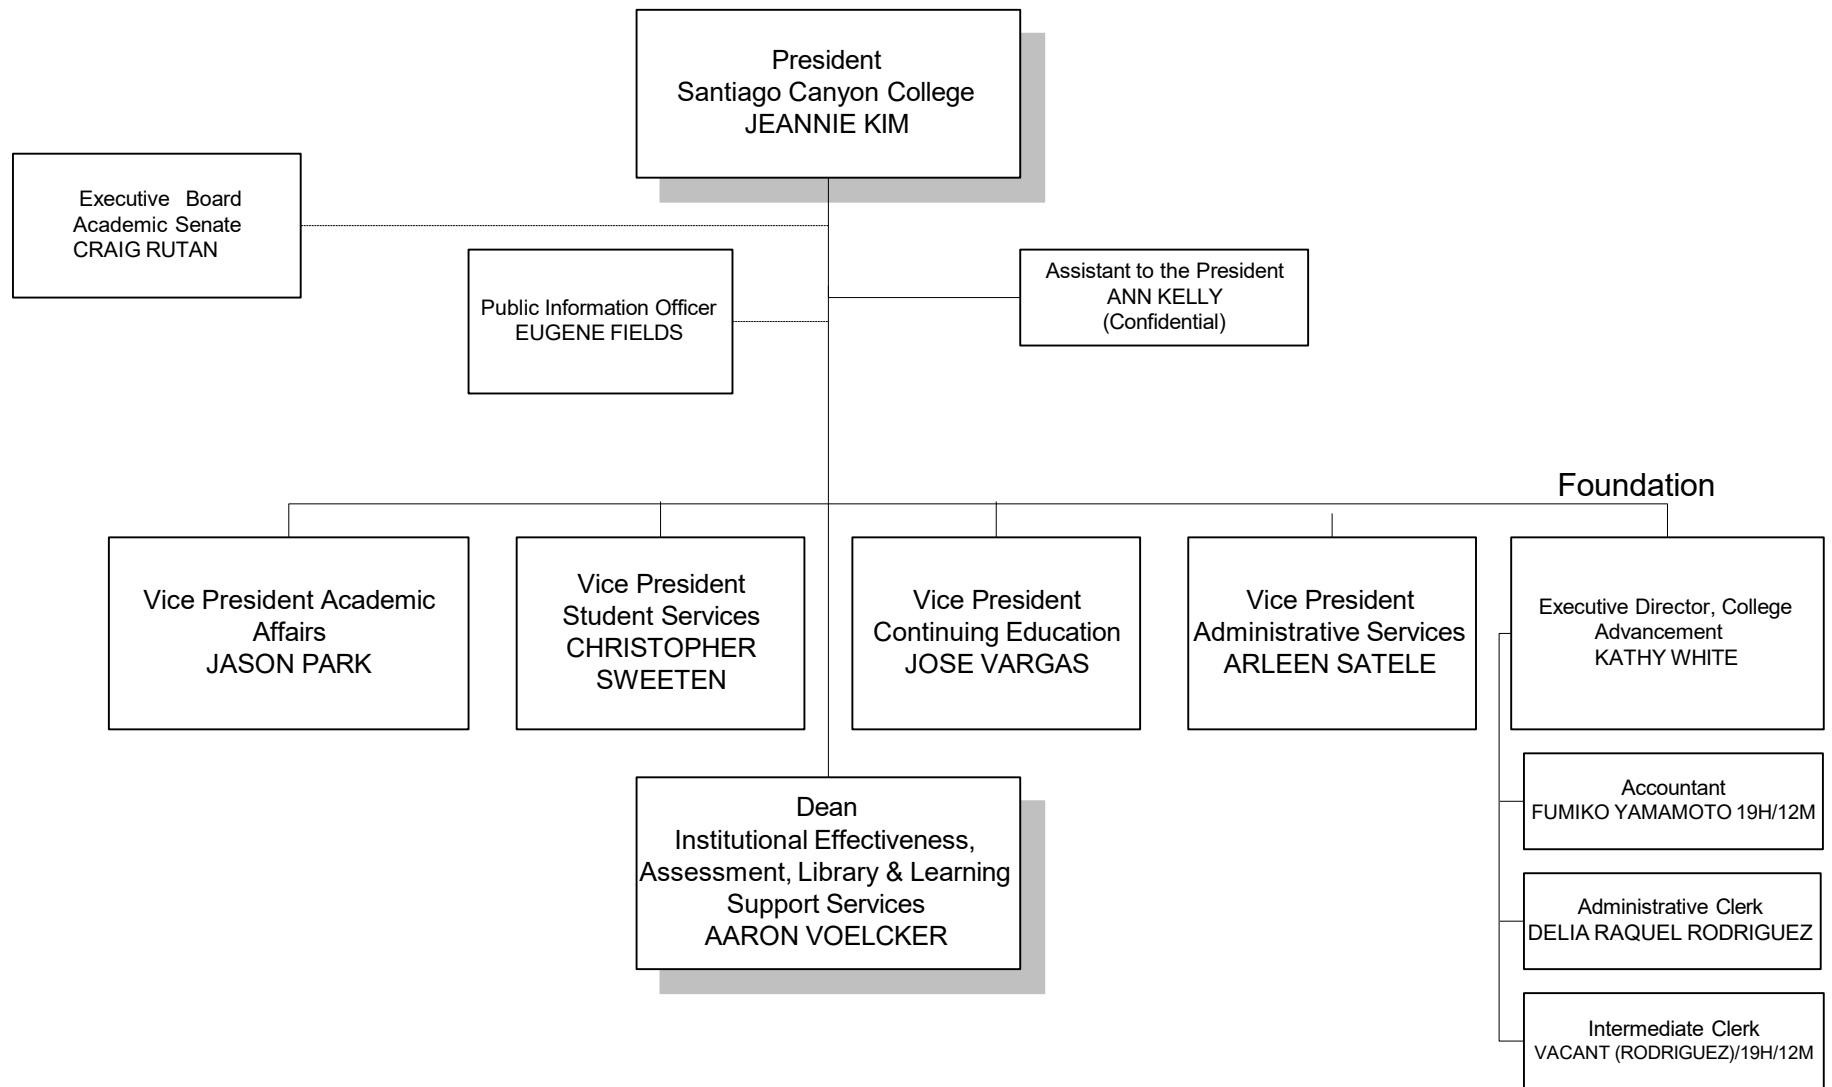 President
Santiago Canyon College
JEANNIE KIM
Executive Board
Academic Senate
CRAIG RUTAN
Public Information Officer
EUGENE FIELDS
Assistant to the President
ANN KELLY
(Confidential)
Foundation
Vice President Academic
Affairs
JASON PARK
Vice President
Student Services
CHRISTOPHER
SWEETEN
Vice President
Continuing Education
JOSE VARGAS
Vice President
Administrative Services
ARLEEN SATELE
Executive Director, College
Advancement
KATHY WHITE
Dean
Institutional Effectiveness,
Assessment, Library & Learning
Support Services
AARON VOELCKER
Accountant
FUMIKO YAMAMOTO 19H/12M
Administrative Clerk
DELIA RAQUEL RODRIGUEZ
Intermediate Clerk
VACANT (RODRIGUEZ)/19H/12M